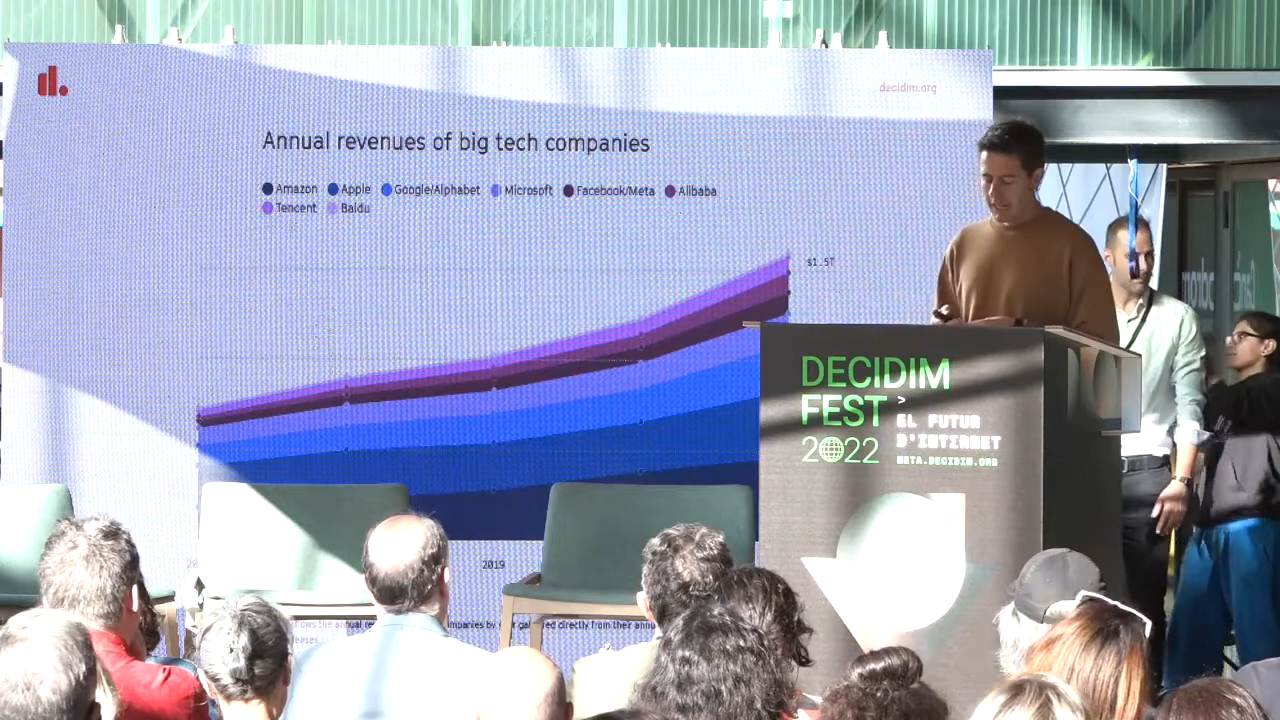 decidim.org
Annual revenues of big tech companies
Amazon Apple Google/Alphabet Microsoft Facebook/Meta Alibaba
Tencent Baidu
$1.5T
2019
DECIDIM
FEST >
EL FUTUR
D'INTERNET
2022
META.DECIDIM.ORG